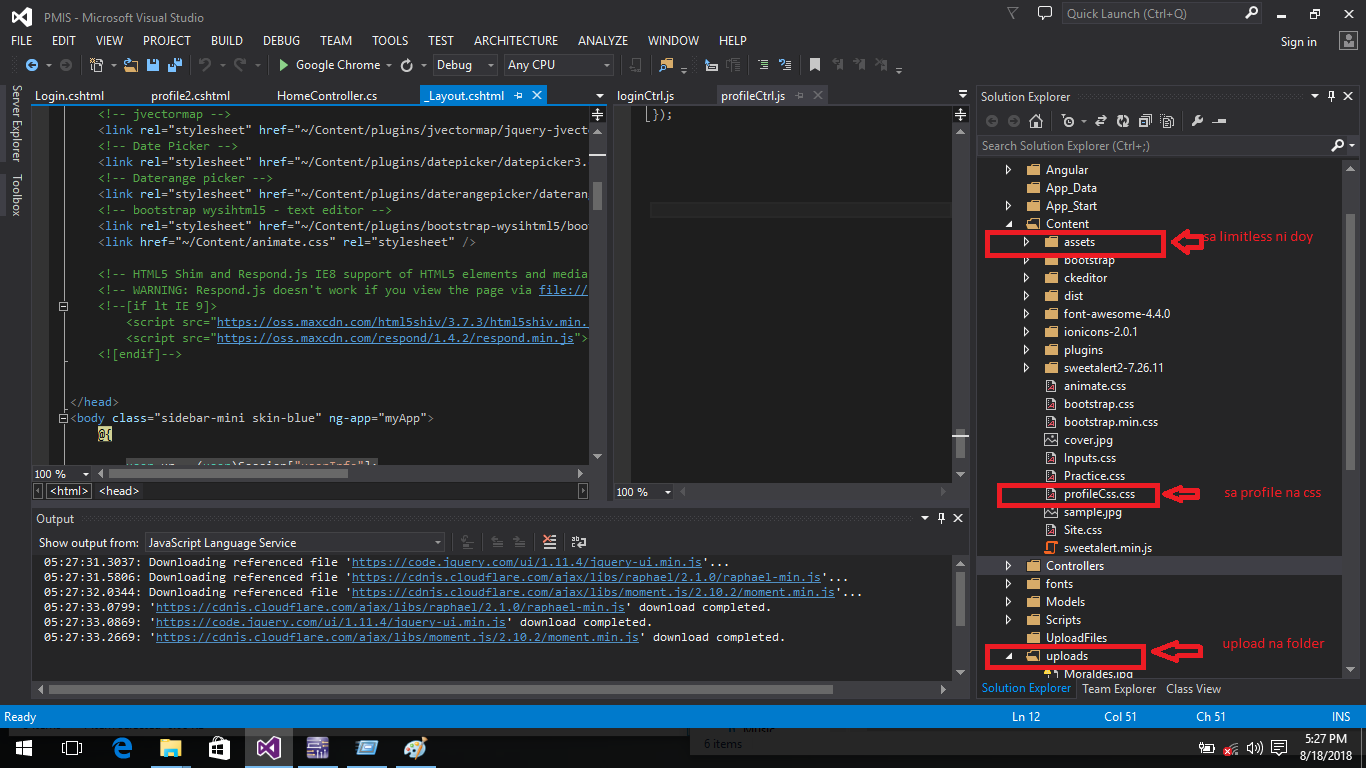 PMIS - Microsoft Visual Studio
Quick Launch (Ctrl+Q)
FILE EDIT VIEW PROJECT BUILD DEBUG TEAM TOOLS TEST ARCHITECTURE ANALYZE WINDOW HELP
Sign in
Google Chrome Debug Any CPU
Server Explorer
Toolbox
Login.cshtml profile2.cshtml HomeController.cs _Layout.cshtml
<!-- jvectormap -->
<link rel="stylesheet" href="~/Content/plugins/jvectormap/jquery-jvect
<!-- Date Picker -->
<link rel="stylesheet" href="~/Content/plugins/datepicker/datepicker3.
<!-- Daterange picker -->
<link rel="stylesheet" href="~/Content/plugins/daterangepicker/dateran
<!-- bootstrap wysihtml5 - text editor -->
<link rel="stylesheet" href="~/Content/plugins/bootstrap-wysihtml5/boo
<link href="~/Content/animate.css" rel="stylesheet" />
<!-- HTML5 Shim and Respond.js IE8 support of HTML5 elements and media
<!-- WARNING: Respond.js doesn't work if you view the page via file://
<!--[if lt IE 9]>
<script src="https://oss.maxcdn.com/html5shiv/3.7.3/html5shiv.min.
<script src="https://oss.maxcdn.com/respond/1.4.2/respond.min.js">
<![endif]-->
</head>
<body class="sidebar-mini skin-blue" ng-app="myApp">
@{
100 %
<html> <head>
loginCtrl.js profileCtrl.js
});
100 %
Output
Show output from: JavaScript Language Service
05:27:31.3037: Downloading referenced file 'https://code.jquery.com/ui/1.11.4/jquery-ui.min.js'...
05:27:31.5806: Downloading referenced file 'https://cdnjs.cloudflare.com/ajax/libs/raphael/2.1.0/raphael-min.js'...
05:27:32.0344: Downloading referenced file 'https://cdnjs.cloudflare.com/ajax/libs/moment.js/2.10.2/moment.min.js'...
05:27:33.0799: 'https://cdnjs.cloudflare.com/ajax/libs/raphael/2.1.0/raphael-min.js' download completed.
05:27:33.0869: 'https://code.jquery.com/ui/1.11.4/jquery-ui.min.js' download completed.
05:27:33.2669: 'https://cdnjs.cloudflare.com/ajax/libs/moment.js/2.10.2/moment.min.js' download completed.
Solution Explorer
Search Solution Explorer (Ctrl+;)
Angular
App_Data
App_Start
Content
assets
sa limitless ni doy
bootstrap
ckeditor
dist
font-awesome-4.4.0
ionicons-2.0.1
plugins
sweetalert2-7.26.11
animate.css
bootstrap.css
bootstrap.min.css
cover.jpg
Inputs.css
Practice.css
profileCss.css
sa profile na css
sample.jpg
Site.css
sweetalert.min.js
Controllers
fonts
Models
Scripts
UploadFiles
uploads
upload na folder
Moraldes.jpg
Solution Explorer Team Explorer Class View
Ready Ln 12 Col 51 Ch 51 INS
6 items
5:27 PM
8/18/2018